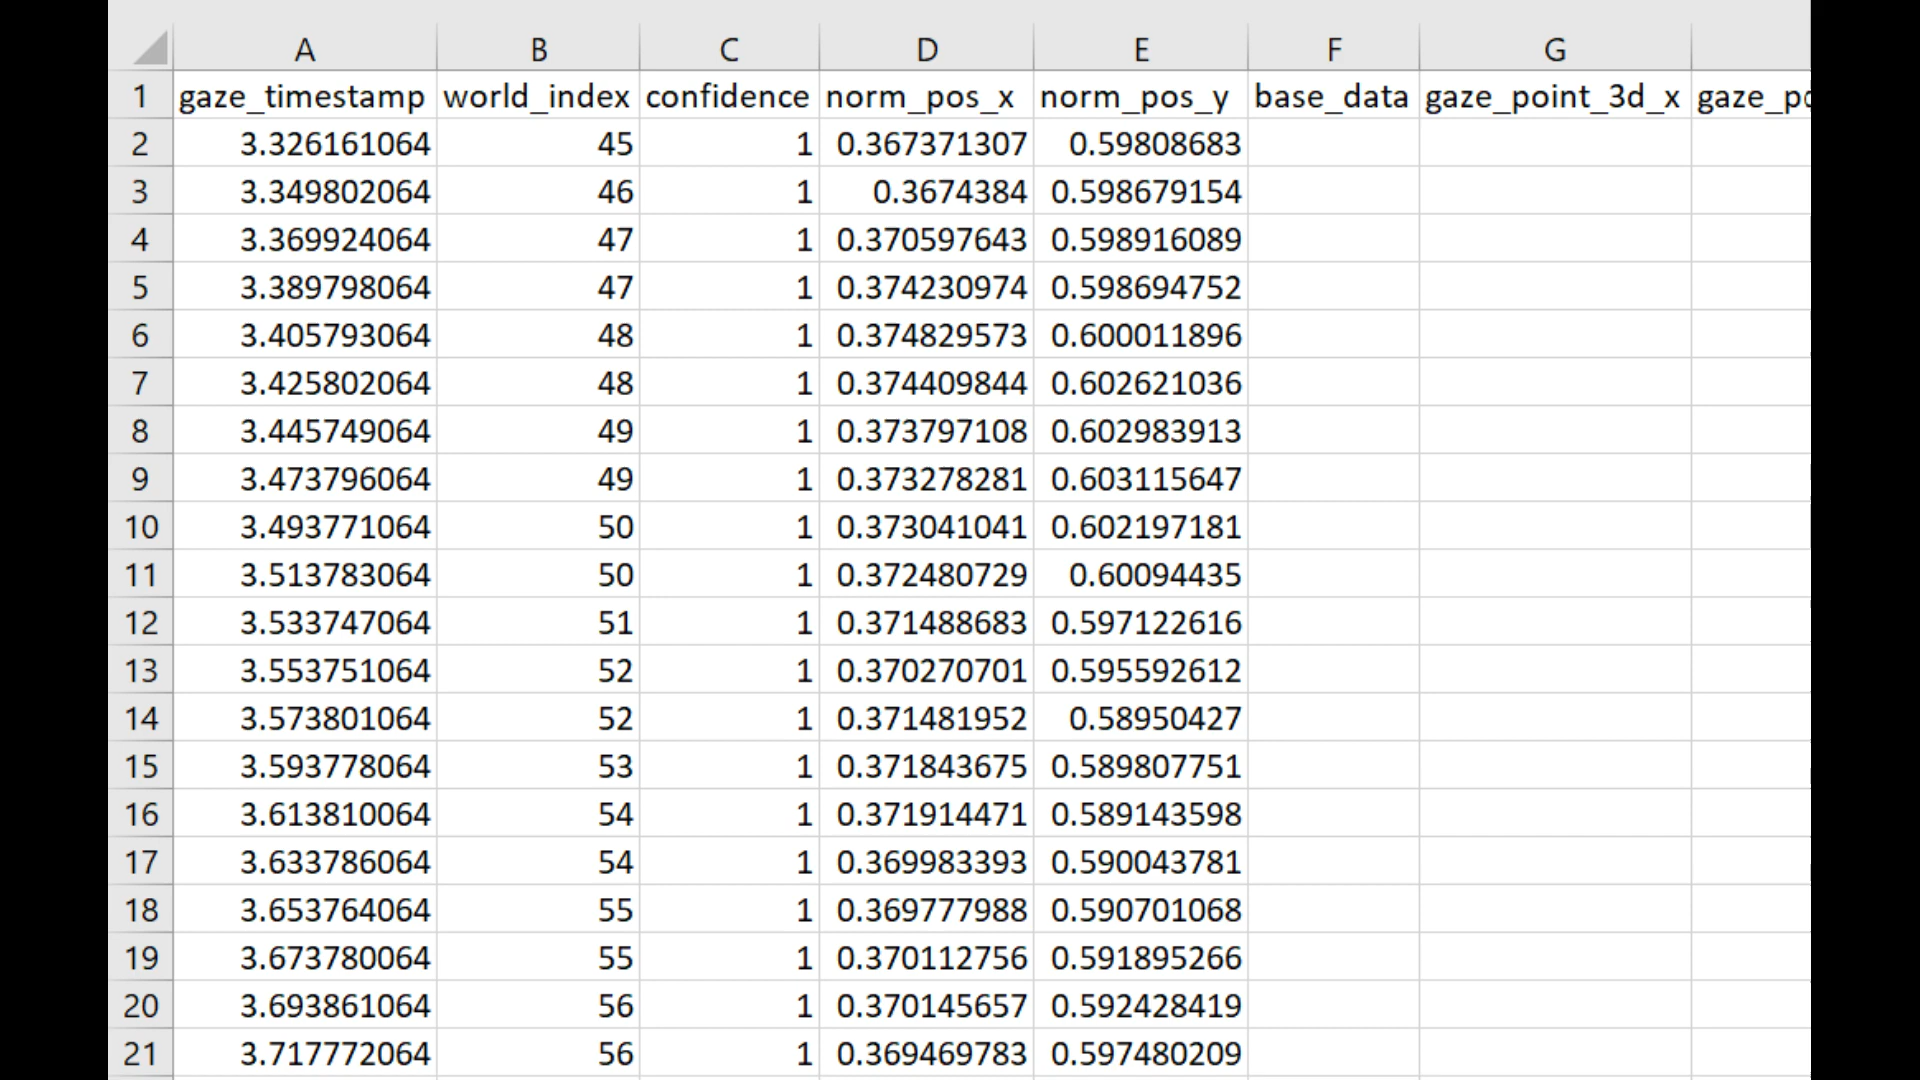 A B C D E F G
1 gaze_timestamp world_index confidence norm_pos_x norm_pos_y base_data gaze_point_3d_x
2 3.326161064 45 1 0.367371307 0.59808683
3 3.349802064 46 1 0.3674384 0.598679154
4 3.369924064 47 1 0.370597643 0.598916089
5 3.389798064 47 1 0.374230974 0.598694752
6 3.405793064 48 1 0.374829573 0.600011896
7 3.425802064 48 1 0.374409844 0.602621036
8 3.445749064 49 1 0.373797108 0.602983913
9 3.473796064 49 1 0.373278281 0.603115647
10 3.493771064 50 1 0.373041041 0.602197181
11 3.513783064 50 1 0.372480729 0.60094435
12 3.533747064 51 1 0.371488683 0.597122616
13 3.553751064 52 1 0.370270701 0.595592612
14 3.573801064 52 1 0.371481952 0.58950427
15 3.593778064 53 1 0.371843675 0.589807751
16 3.613810064 54 1 0.371914471 0.589143598
17 3.633786064 54 1 0.369983393 0.590043781
18 3.653764064 55 1 0.369777988 0.590701068
19 3.673780064 55 1 0.370112756 0.591895266
20 3.693861064 56 1 0.370145657 0.592428419
21 3.717772064 56 1 0.369469783 0.597480209